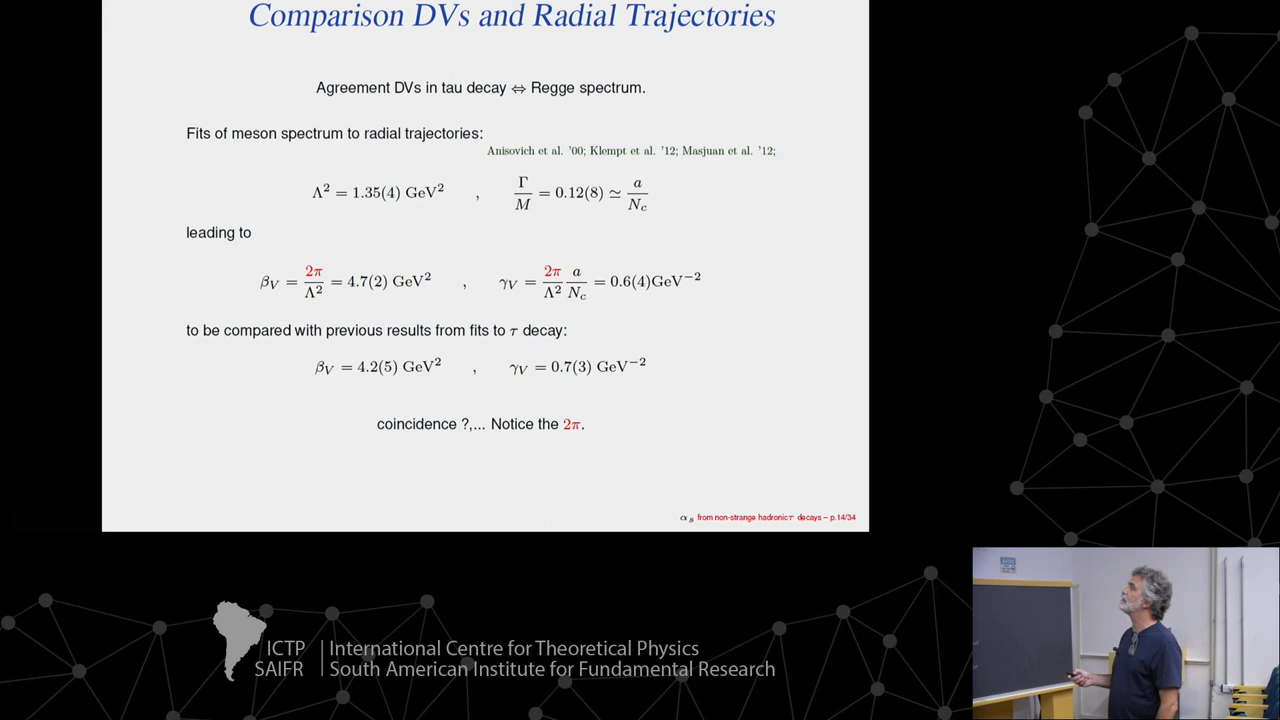 Comparison DVs and Radial Trajectories
Agreement DVs in tau decay ⇔ Regge spectrum.
Fits of meson spectrum to radial trajectories:
Anisovich et al. '00; Klempt et al. '12; Masjuan et al. '12;
Λ² = 1.35(4) GeV² , Γ/M = 0.12(8) ≃ a/N_c
leading to
β_V = 2π/Λ² = 4.7(2) GeV² , γ_V = 2π/Λ² a/N_c = 0.6(4)GeV⁻²
to be compared with previous results from fits to τ decay:
β_V = 4.2(5) GeV² , γ_V = 0.7(3) GeV⁻²
coincidence ?,... Notice the 2π.
α_s from non-strange hadronicτ decays – p.14/34
ICTP International Centre for Theoretical Physics
SAIFR South American Institute for Fundamental Research